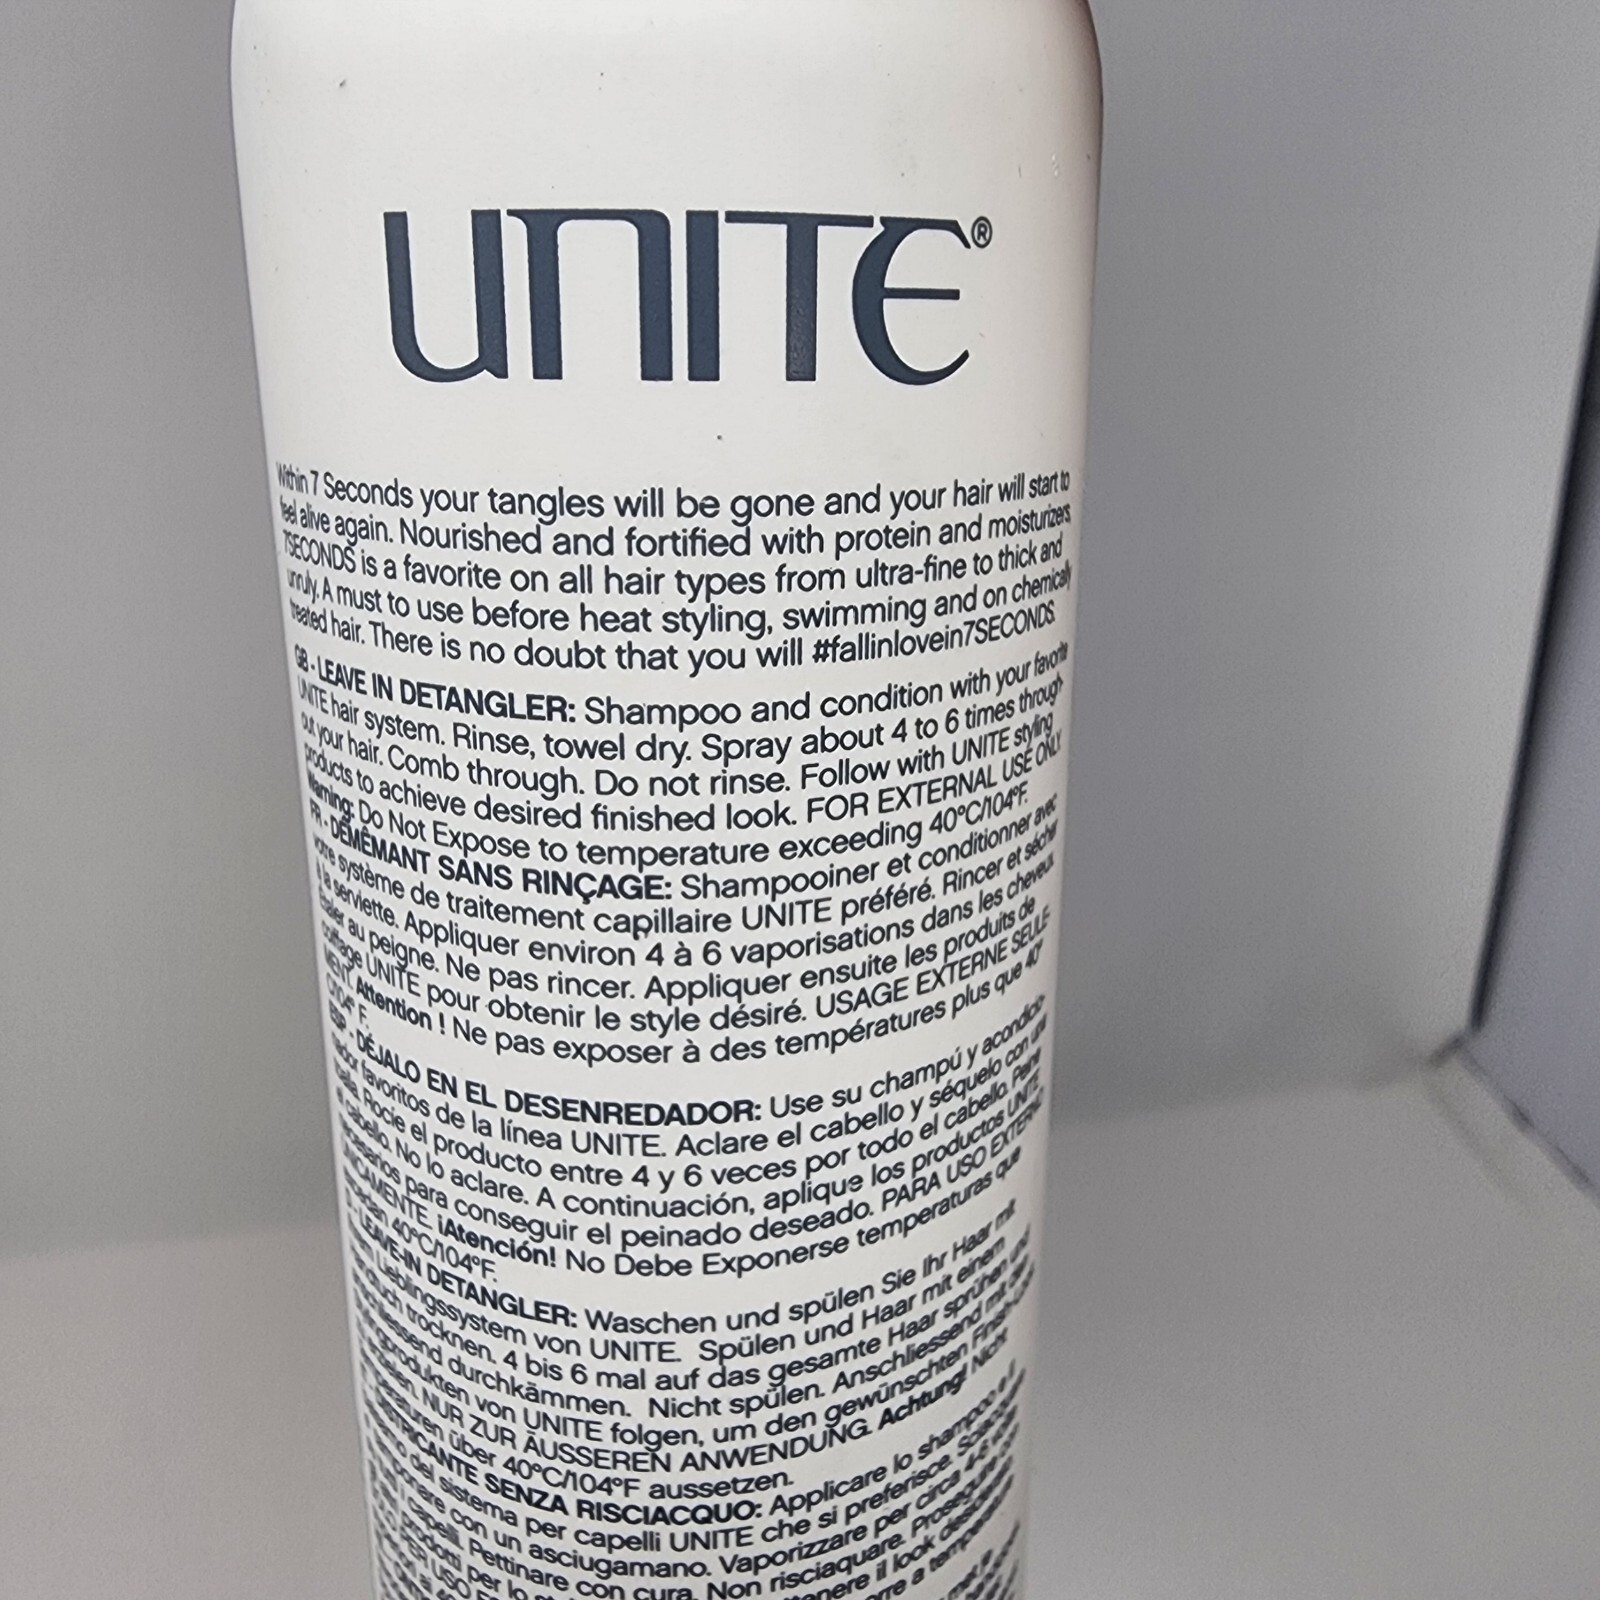 UNITE®
Within 7 Seconds your tangles will be gone and your hair will start to
feel alive again. Nourished and fortified with protein and moisturizers,
7SECONDS is a favorite on all hair types from ultra-fine to thick and
unruly. A must to use before heat styling, swimming and on chemically
treated hair. There is no doubt that you will #fallinlovein7SECONDS.
GB - LEAVE IN DETANGLER: Shampoo and condition with your favorite
UNITE hair system. Rinse, towel dry. Spray about 4 to 6 times through
out your hair. Comb through. Do not rinse. Follow with UNITE styling
products to achieve desired finished look. FOR EXTERNAL USE ONLY.
Warning: Do Not Expose to temperature exceeding 40°C/104°F.
FR - DÉMÊMANT SANS RINÇAGE: Shampooiner et conditionner avec
votre système de traitement capillaire UNITE préféré. Rincer et sécher
à la serviette. Appliquer environ 4 à 6 vaporisations dans les cheveux.
Étaler au peigne. Ne pas rincer. Appliquer ensuite les produits de
coiffage UNITE pour obtenir le style désiré. USAGE EXTERNE SEULE-
MENT. Attention ! Ne pas exposer à des températures plus que 40°
C/104° F.
ESP - DÉJALO EN EL DESENREDADOR: Use su champú y acondicio-
nador favoritos de la línea UNITE. Aclare el cabello y séquelo con una
toalla. Rocíe el producto entre 4 y 6 veces por todo el cabello. Peine
el cabello. No lo aclare. A continuación, aplique los productos UNITE
necesarios para conseguir el peinado deseado. PARA USO EXTERNO
ÚNICAMENTE. ¡Atención! No Debe Exponerse temperaturas que
excedan 40°C/104°F.
D - LEAVE-IN DETANGLER: Waschen und spülen Sie Ihr Haar mit
Ihrem Lieblingssystem von UNITE. Spülen und Haar mit einem
Handtuch trocknen. 4 bis 6 mal auf das gesamte Haar sprühen und
anschliessend durchkämmen. Nicht spülen. Anschliessend mit den
Stylingprodukten von UNITE folgen, um den gewünschten Finish-Look
erzielen. NUR ZUR ÄUSSEREN ANWENDUNG. Achtung! Nicht
Temperaturen über 40°C/104°F aussetzen.
DISTRICANTE SENZA RISCIACQUO: Applicare lo shampoo e il
del sistema per capelli UNITE che si preferisce. Sciacquare
con un asciugamano. Vaporizzare per circa 4-6 volte
i capelli. Pettinare con cura. Non risciaquare. Proseguire con
prodotti per lo il look desiderato.
PER USO a temperature